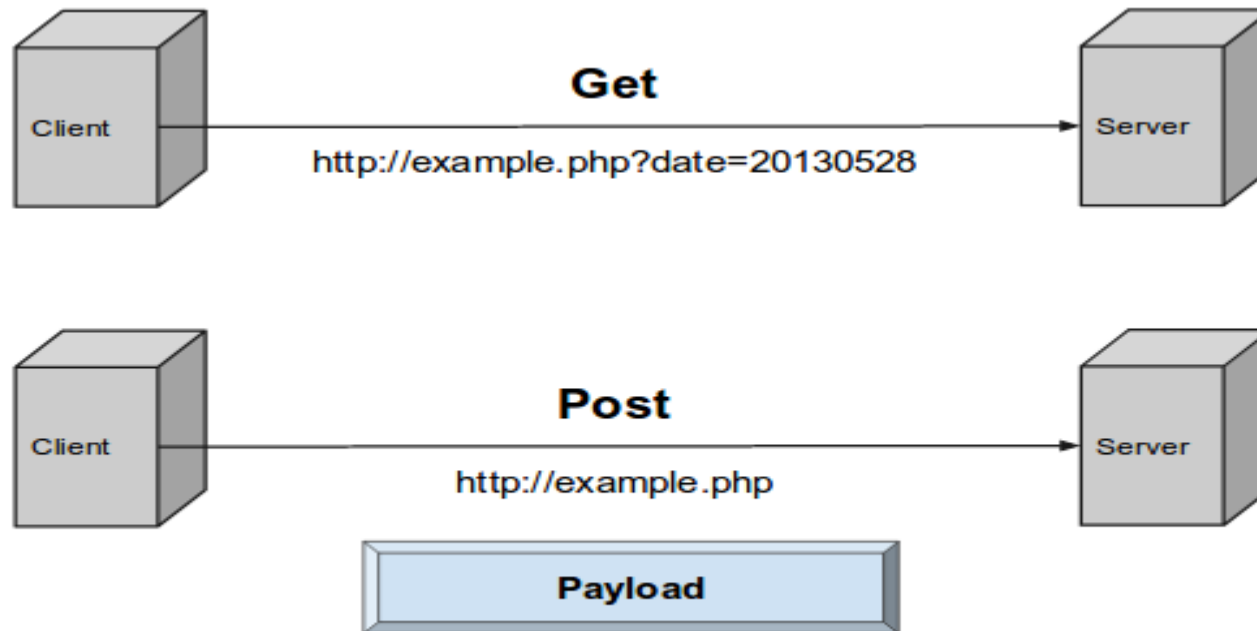 Get
Client
Server
http://example.php?date=20130528
Post
Client
Server
http://example.php
Payload